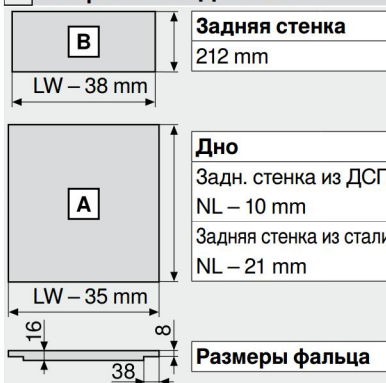 B
LW – 38 mm
Задняя стенка
212 mm
A
LW – 35 mm
Дно
Задн. стенка из ДСП
NL – 10 mm
Задняя стенка из стали
NL – 21 mm
16
8
38
Размеры фальца